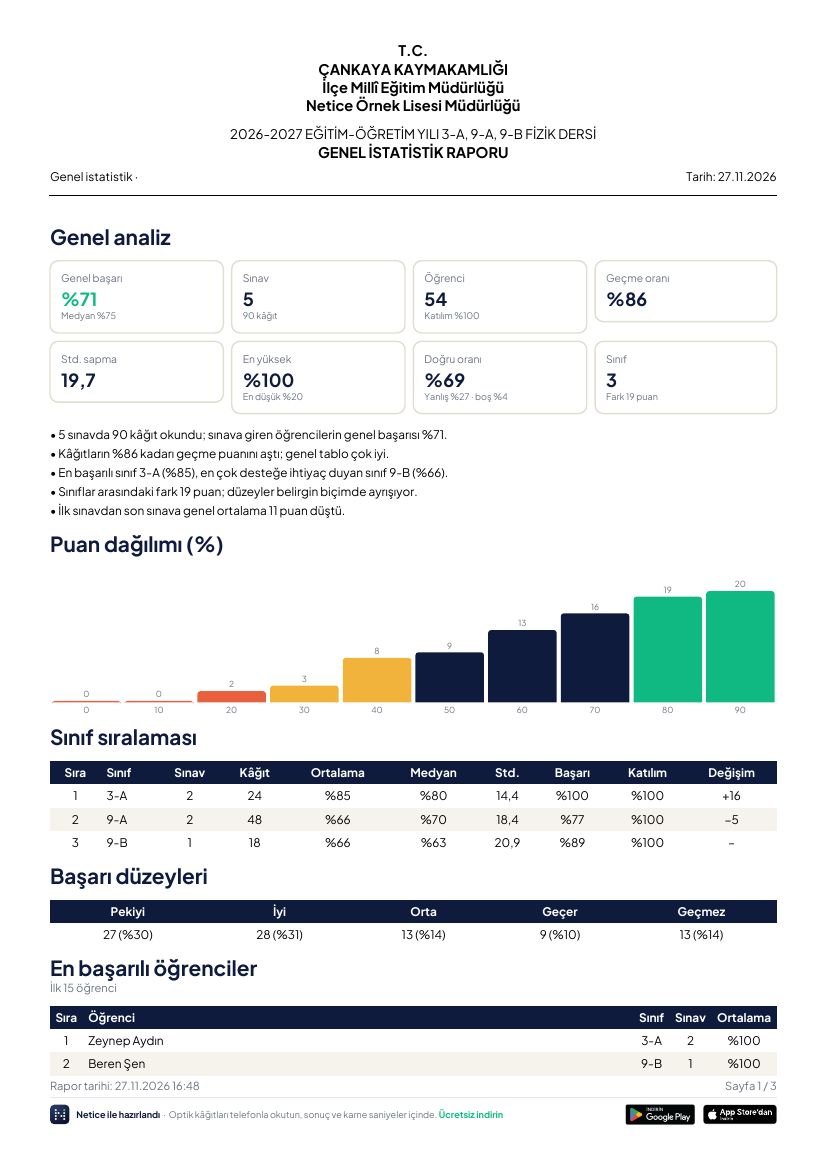 T.C.
ÇANKAYA KAYMAKAMLIĞI
İlçe Millî Eğitim Müdürlüğü
Netice Örnek Lisesi Müdürlüğü
2026-2027 EĞİTİM-ÖĞRETİM YILI 3-A, 9-A, 9-B FİZİK DERSİ
GENEL İSTATİSTİK RAPORU
Genel istatistik · Tarih: 27.11.2026
Genel analiz
Genel başarı Sınav Öğrenci Geçme oranı
%71 5 54 %86
Medyan %75 90 kâğıt Katılım %100
Std. sapma En yüksek Doğru oranı Sınıf
19,7 %100 %69 3
En düşük %20 Yanlış %27 · boş %4 Fark 19 puan
• 5 sınavda 90 kâğıt okundu; sınava giren öğrencilerin genel başarısı %71.
• Kâğıtların %86 kadarı geçme puanını aştı; genel tablo çok iyi.
• En başarılı sınıf 3-A (%85), en çok desteğe ihtiyaç duyan sınıf 9-B (%66).
• Sınıflar arasındaki fark 19 puan; düzeyler belirgin biçimde ayrışıyor.
• İlk sınavdan son sınava genel ortalama 11 puan düştü.
Puan dağılımı (%)
0 0 2 3 8 9 13 16 19 20
0 10 20 30 40 50 60 70 80 90
Sınıf sıralaması
Sıra Sınıf Sınav Kâğıt Ortalama Medyan Std. Başarı Katılım Değişim
1 3-A 2 24 %85 %80 14,4 %100 %100 +16
2 9-A 2 48 %66 %70 18,4 %77 %100 −5
3 9-B 1 18 %66 %63 20,9 %89 %100 –
Başarı düzeyleri
Pekiyi İyi Orta Geçer Geçmez
27 (%30) 28 (%31) 13 (%14) 9 (%10) 13 (%14)
En başarılı öğrenciler
İlk 15 öğrenci
Sıra Öğrenci Sınıf Sınav Ortalama
1 Zeynep Aydın 3-A 2 %100
2 Beren Şen 9-B 1 %100
Rapor tarihi: 27.11.2026 16:48 Sayfa 1 / 3
Netice ile hazırlandı · Optik kâğıtları telefonla okutun, sonuç ve karne saniyeler içinde. Ücretsiz indirin
İNDİRİN Google Play App Store'dan İndirin